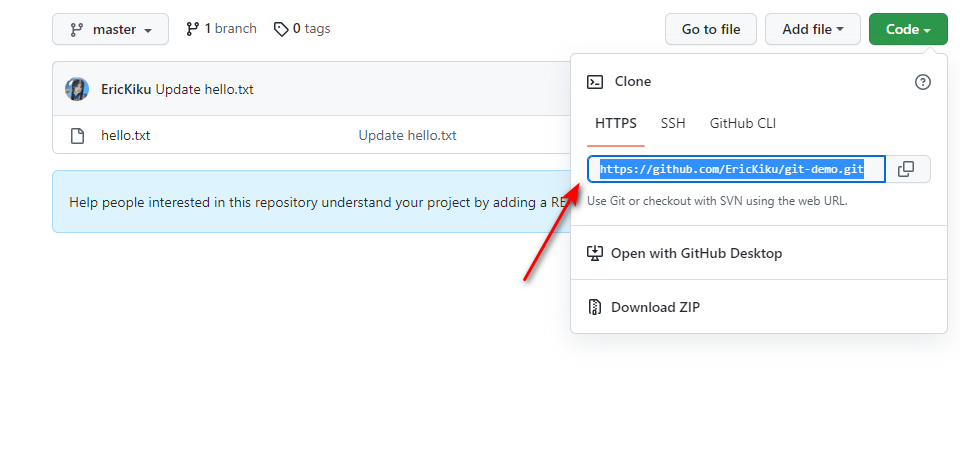 master
1 branch
0 tags
Go to file
Add file
Code
EricKiku Update hello.txt
hello.txt
Update hello.txt
Help people interested in this repository understand your project by adding a
Clone
HTTPS
SSH
GitHub CLI
https://github.com/EricKiku/git-demo.git
Use Git or checkout with SVN using the web URL.
Open with GitHub Desktop
Download ZIP